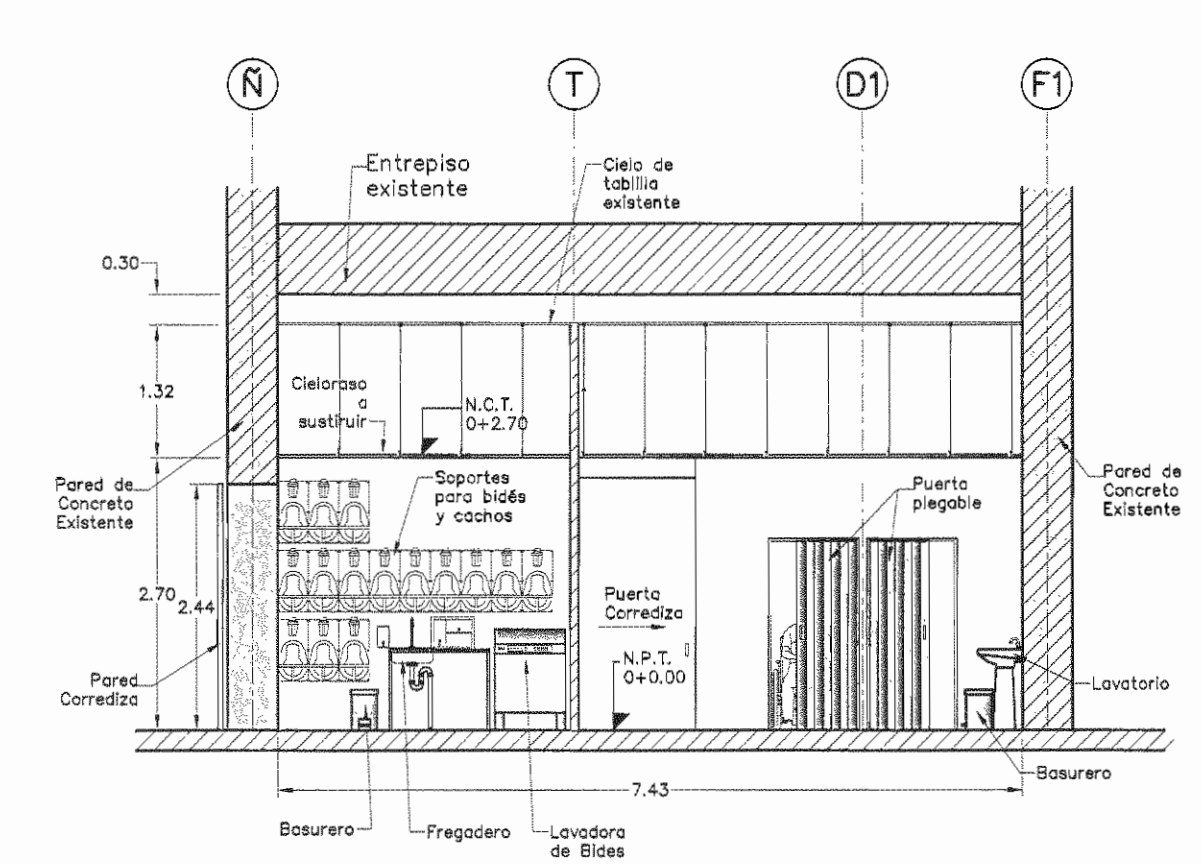 Ñ
T
D1
F1
Entrepiso
existente
Cielo de
tablilla
existente
0.30
1.32
Cieloraso
a
sustituir
N.C.T.
0+2.70
Pared de
Concreto
Existente
Soportes
para bidés
y cachos
Puerta
plegable
Pared de
Concreto
Existente
2.70
2.44
Puerta
Corrediza
N.P.T.
0+0.00
Pared
Corrediza
Lavatorio
7.43
Basurero
Basurero
Fregadero
Lavadora
de Bides